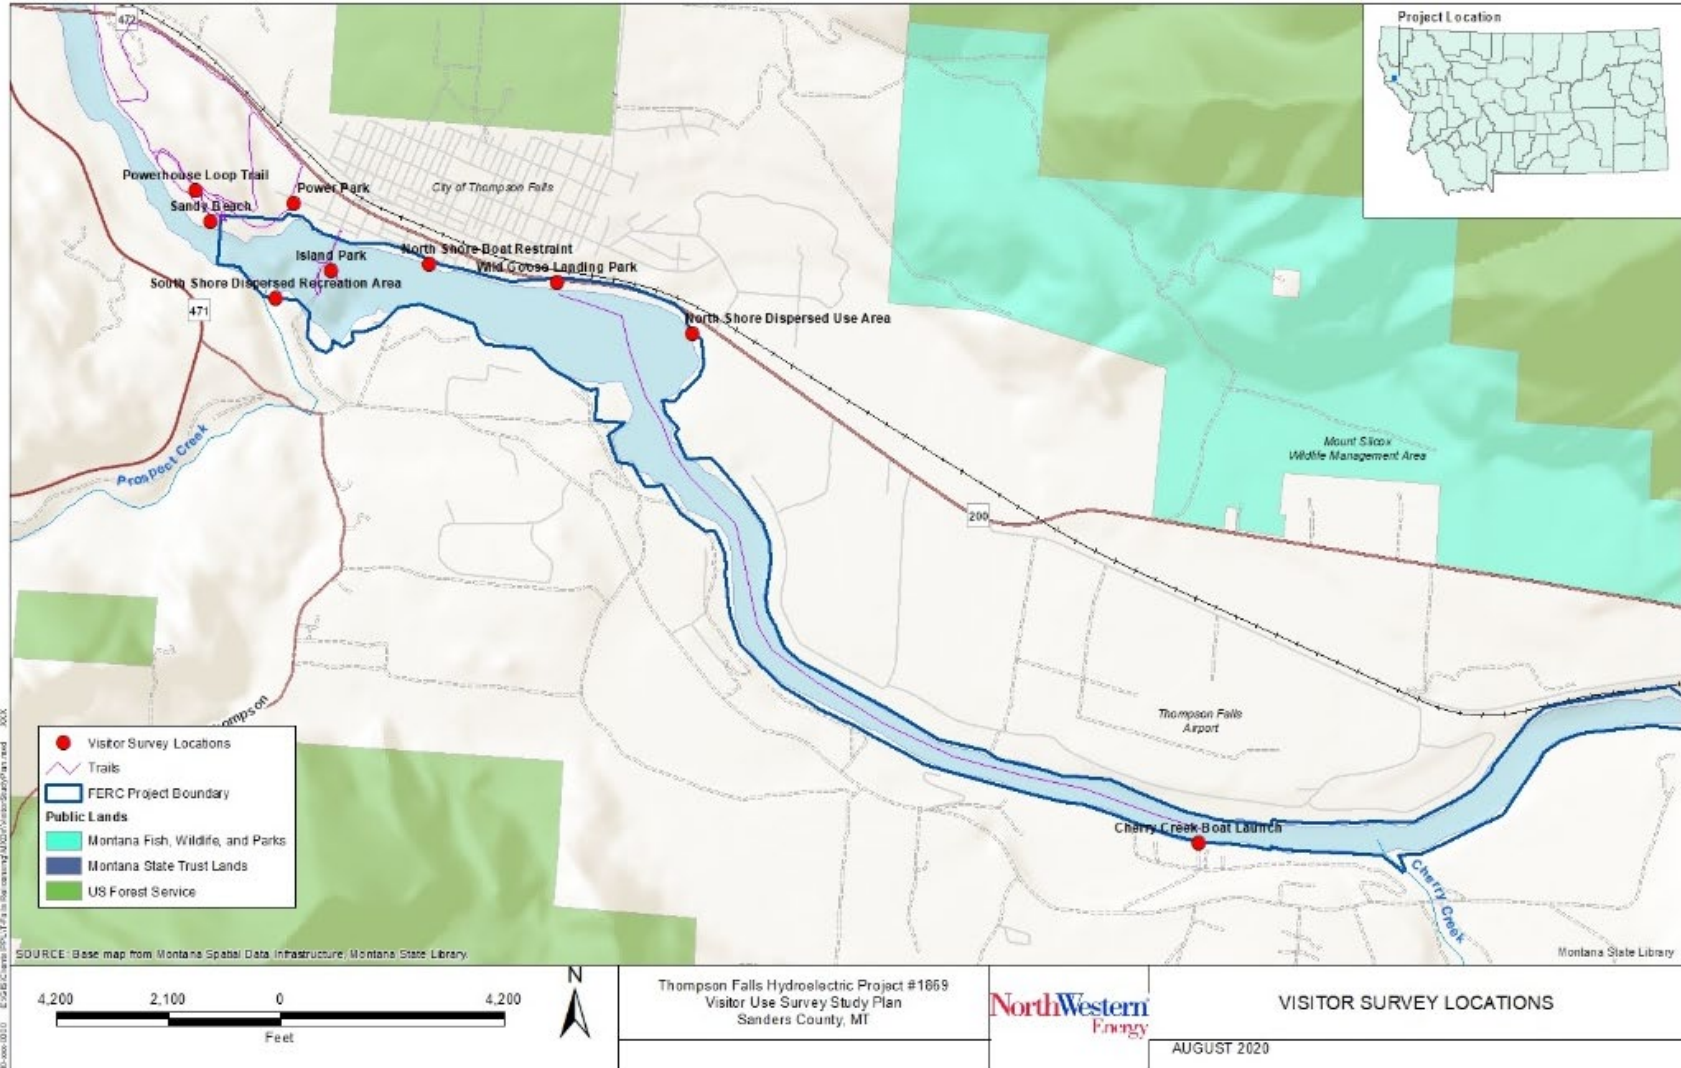 Project Location
472
Powerhouse Loop Trail
Power Park
City of Thompson Falls
Sandy Beach
North Shore Boat Restraint
Island Park
Wild Goose Landing Park
South Shore Dispersed Recreation Area
471
North Shore Dispersed Use Area
Prospect Creek
Mount Silcox
Wildlife Management Area
200
Thompson Falls
Airport
Cherry Creek Boat Launch
Cherry Creek
Visitor Survey Locations
Trails
FERC Project Boundary
Public Lands
Montana Fish, Wildlife, and Parks
Montana State Trust Lands
US Forest Service
SOURCE: Base map from Montana Spatial Data Infrastructure, Montana State Library.
Montana State Library
4,200 2,100 0 4,200
Feet
N
Thompson Falls Hydroelectric Project #1869
Visitor Use Survey Study Plan
Sanders County, MT
NorthWestern
Energy
VISITOR SURVEY LOCATIONS
AUGUST 2020